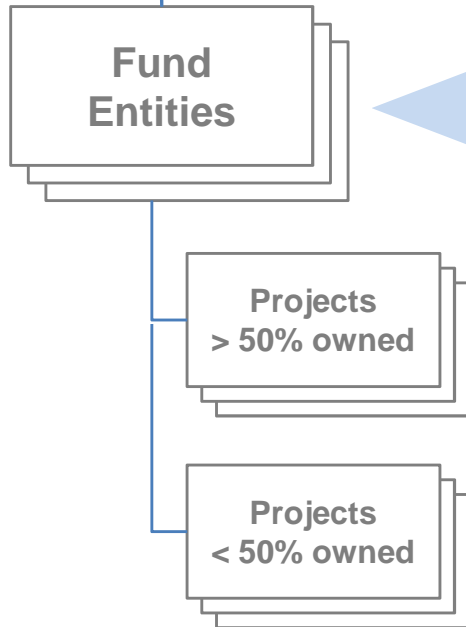 Fund
Entities
Projects
> 50% owned
Projects
< 50% owned